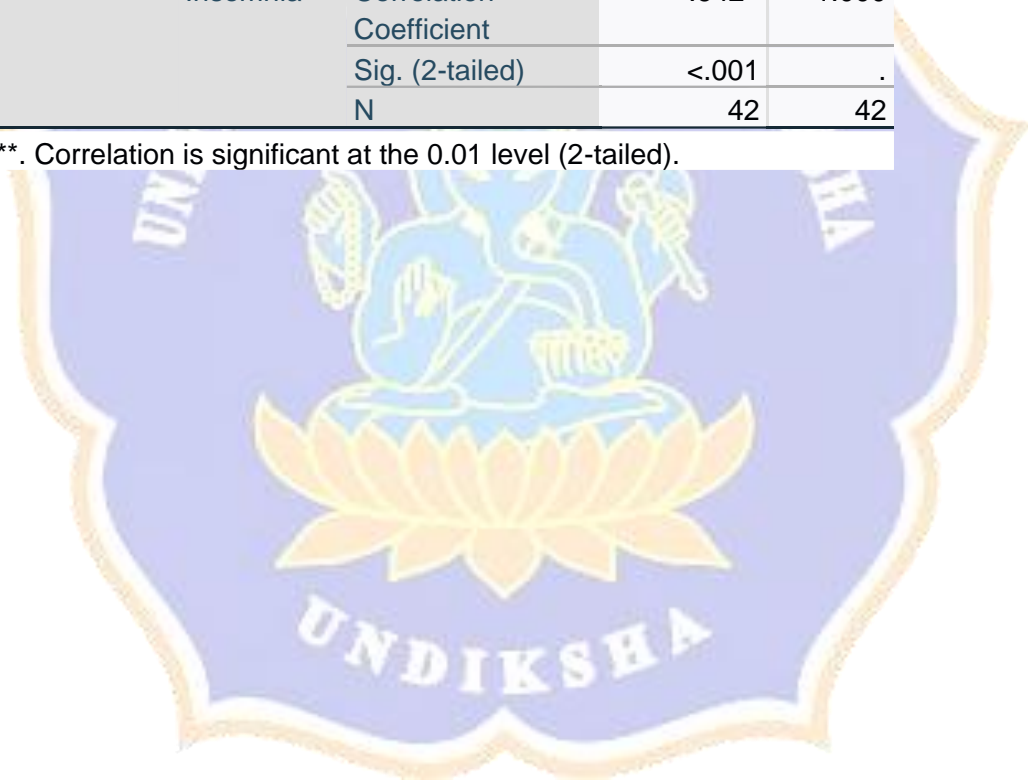 Coefficient
Sig. (2-tailed) <.001 .
N 42 42
**. Correlation is significant at the 0.01 level (2-tailed).
UNDIKSHA